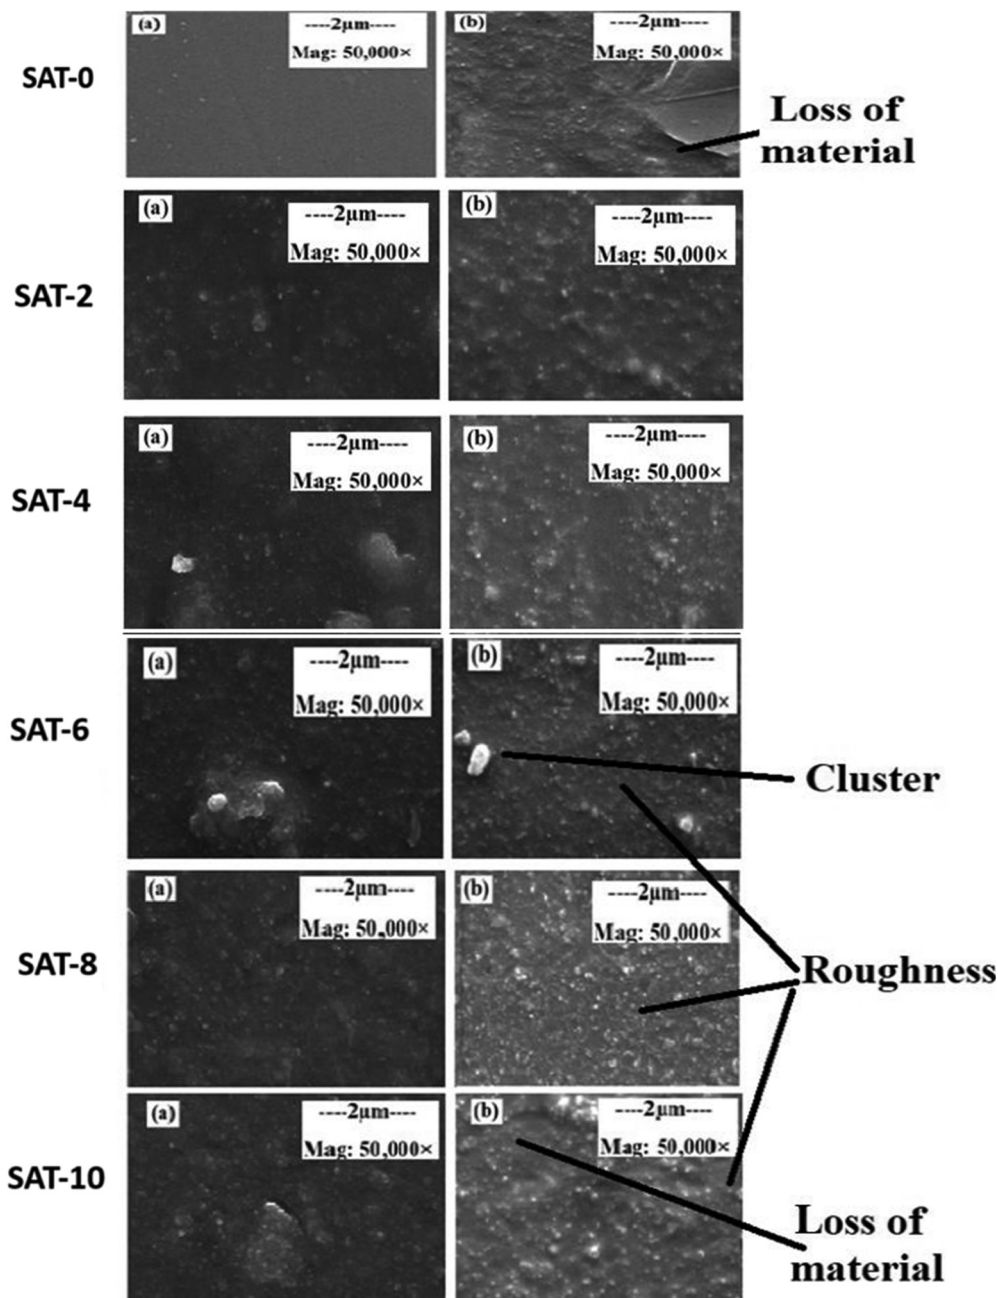 (a)
----2μm----
Mag: 50,000×
(b)
----2μm----
Mag: 50,000×
SAT-0
Loss of
material
(a)
----2μm----
Mag: 50,000×
(b)
----2μm----
Mag: 50,000×
SAT-2
(a)
----2μm----
Mag: 50,000×
(b)
----2μm----
Mag: 50,000×
SAT-4
(a)
----2μm----
Mag: 50,000×
(b)
----2μm----
Mag: 50,000×
SAT-6
Cluster
(a)
----2μm----
Mag: 50,000×
(b)
----2μm----
Mag: 50,000×
SAT-8
Roughness
(a)
----2μm----
Mag: 50,000×
(b)
----2μm----
Mag: 50,000×
SAT-10
Loss of
material